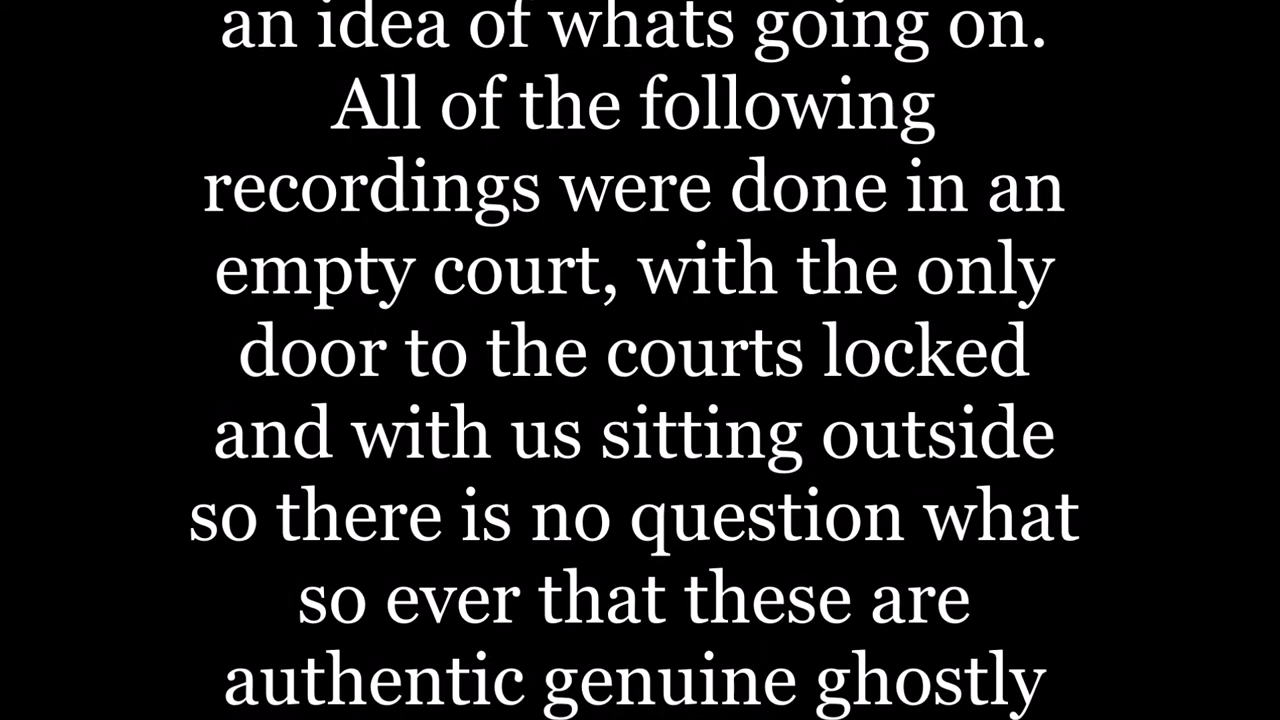 an idea of whats going on.
All of the following
recordings were done in an
empty court, with the only
door to the courts locked
and with us sitting outside
so there is no question what
so ever that these are
authentic genuine ghostly